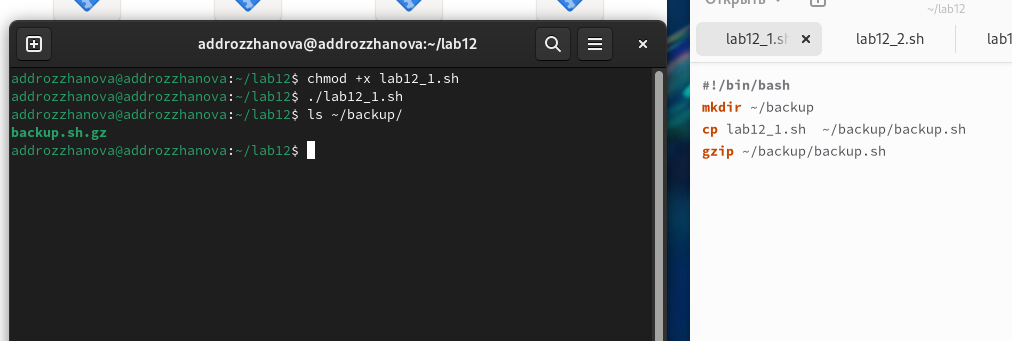 addrozzhanova@addrozzhanova:~/lab12
addrozzhanova@addrozzhanova:~/lab12$ chmod +x lab12_1.sh
addrozzhanova@addrozzhanova:~/lab12$ ./lab12_1.sh
addrozzhanova@addrozzhanova:~/lab12$ ls ~/backup/
backup.sh.gz
addrozzhanova@addrozzhanova:~/lab12$
Открыть
~/lab12
lab12_1.sh
lab12_2.sh
lab1
#!/bin/bash
mkdir ~/backup
cp lab12_1.sh  ~/backup/backup.sh
gzip ~/backup/backup.sh